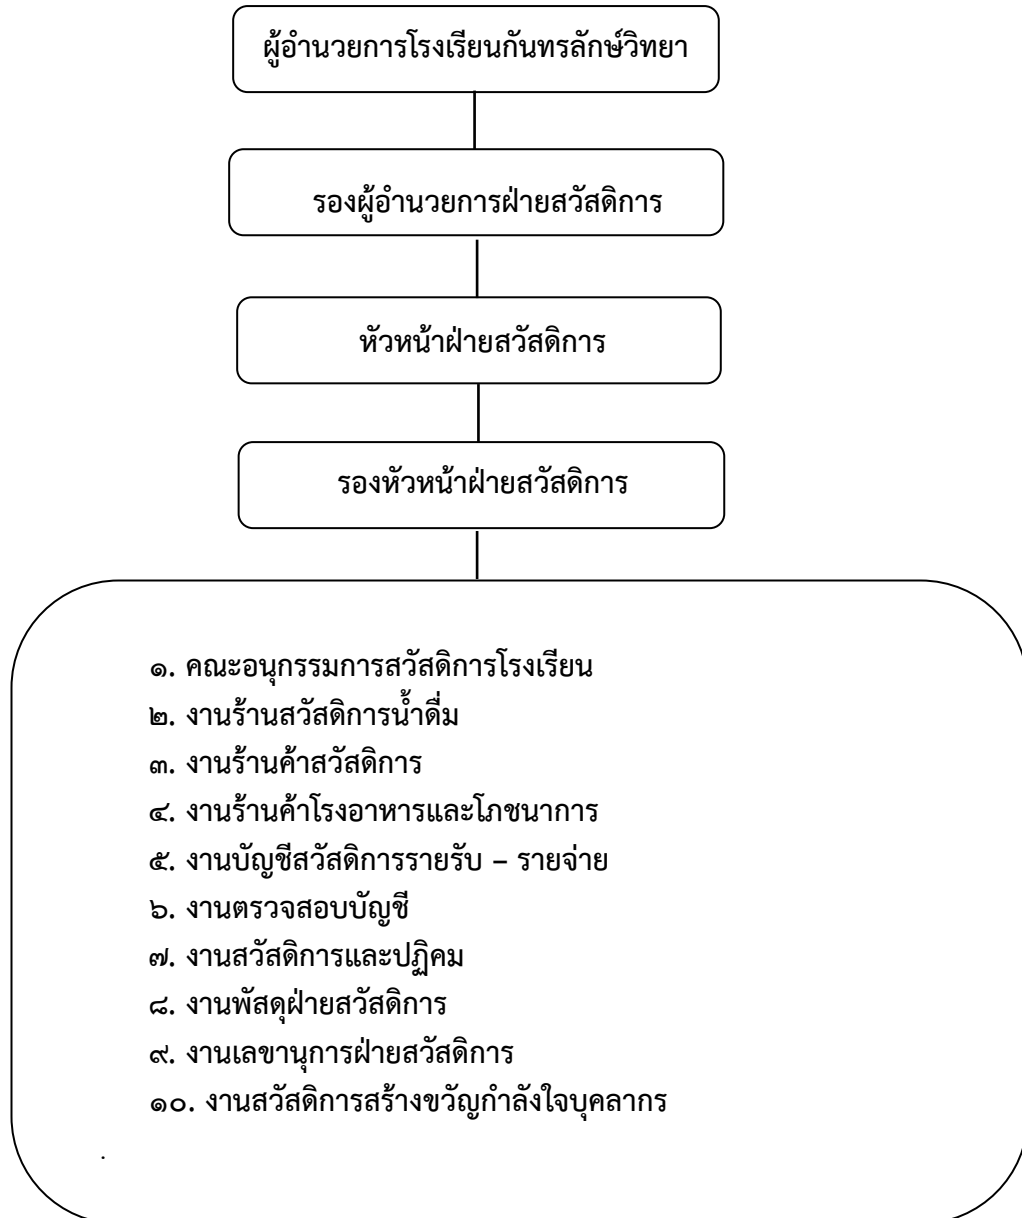 ผู้อำนวยการโรงเรียนกันทรลักษ์วิทยา
รองผู้อำนวยการฝ่ายสวัสดิการ
หัวหน้าฝ่ายสวัสดิการ
รองหัวหน้าฝ่ายสวัสดิการ
๑. คณะอนุกรรมการสวัสดิการโรงเรียน
๒. งานร้านสวัสดิการน้ำดื่ม
๓. งานร้านค้าสวัสดิการ
๔. งานร้านค้าโรงอาหารและโภชนาการ
๕. งานบัญชีสวัสดิการรายรับ – รายจ่าย
๖. งานตรวจสอบบัญชี
๗. งานสวัสดิการและปฏิคม
๘. งานพัสดุฝ่ายสวัสดิการ
๙. งานเลขานุการฝ่ายสวัสดิการ
๑๐. งานสวัสดิการสร้างขวัญกำลังใจบุคลากร
.